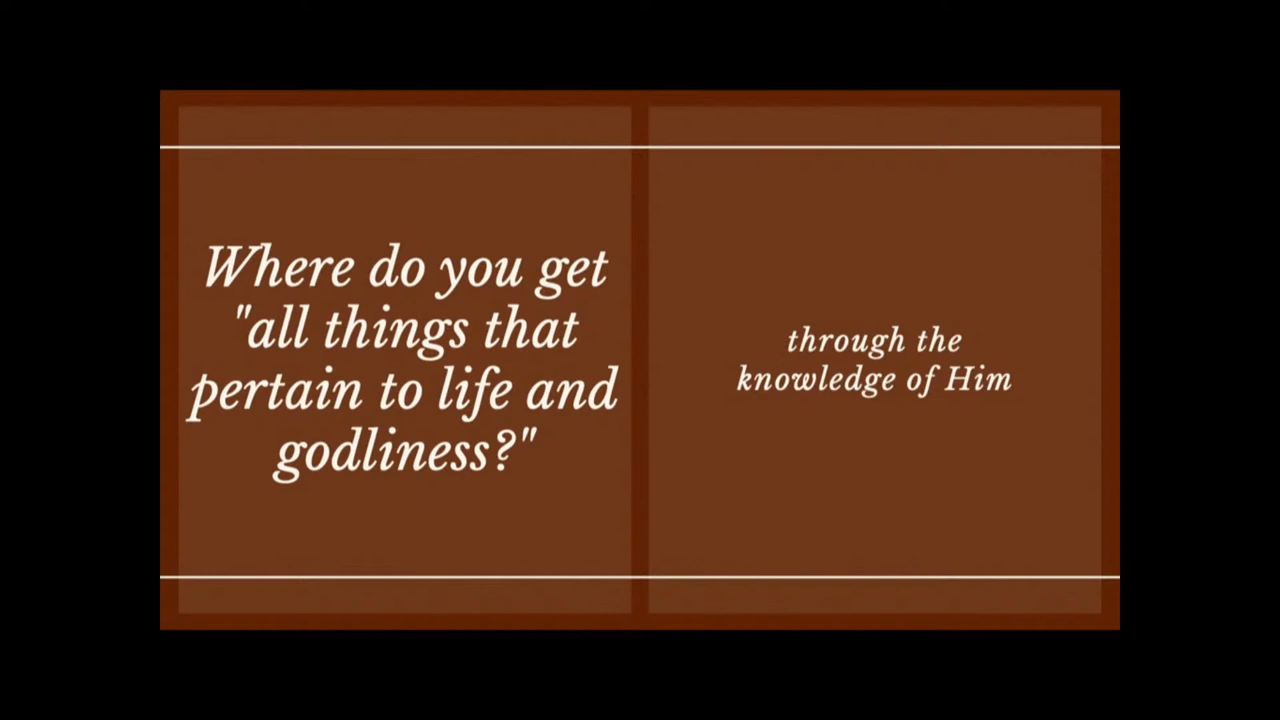 Where do you get
"all things that
pertain to life and
godliness?"
through the
knowledge of Him